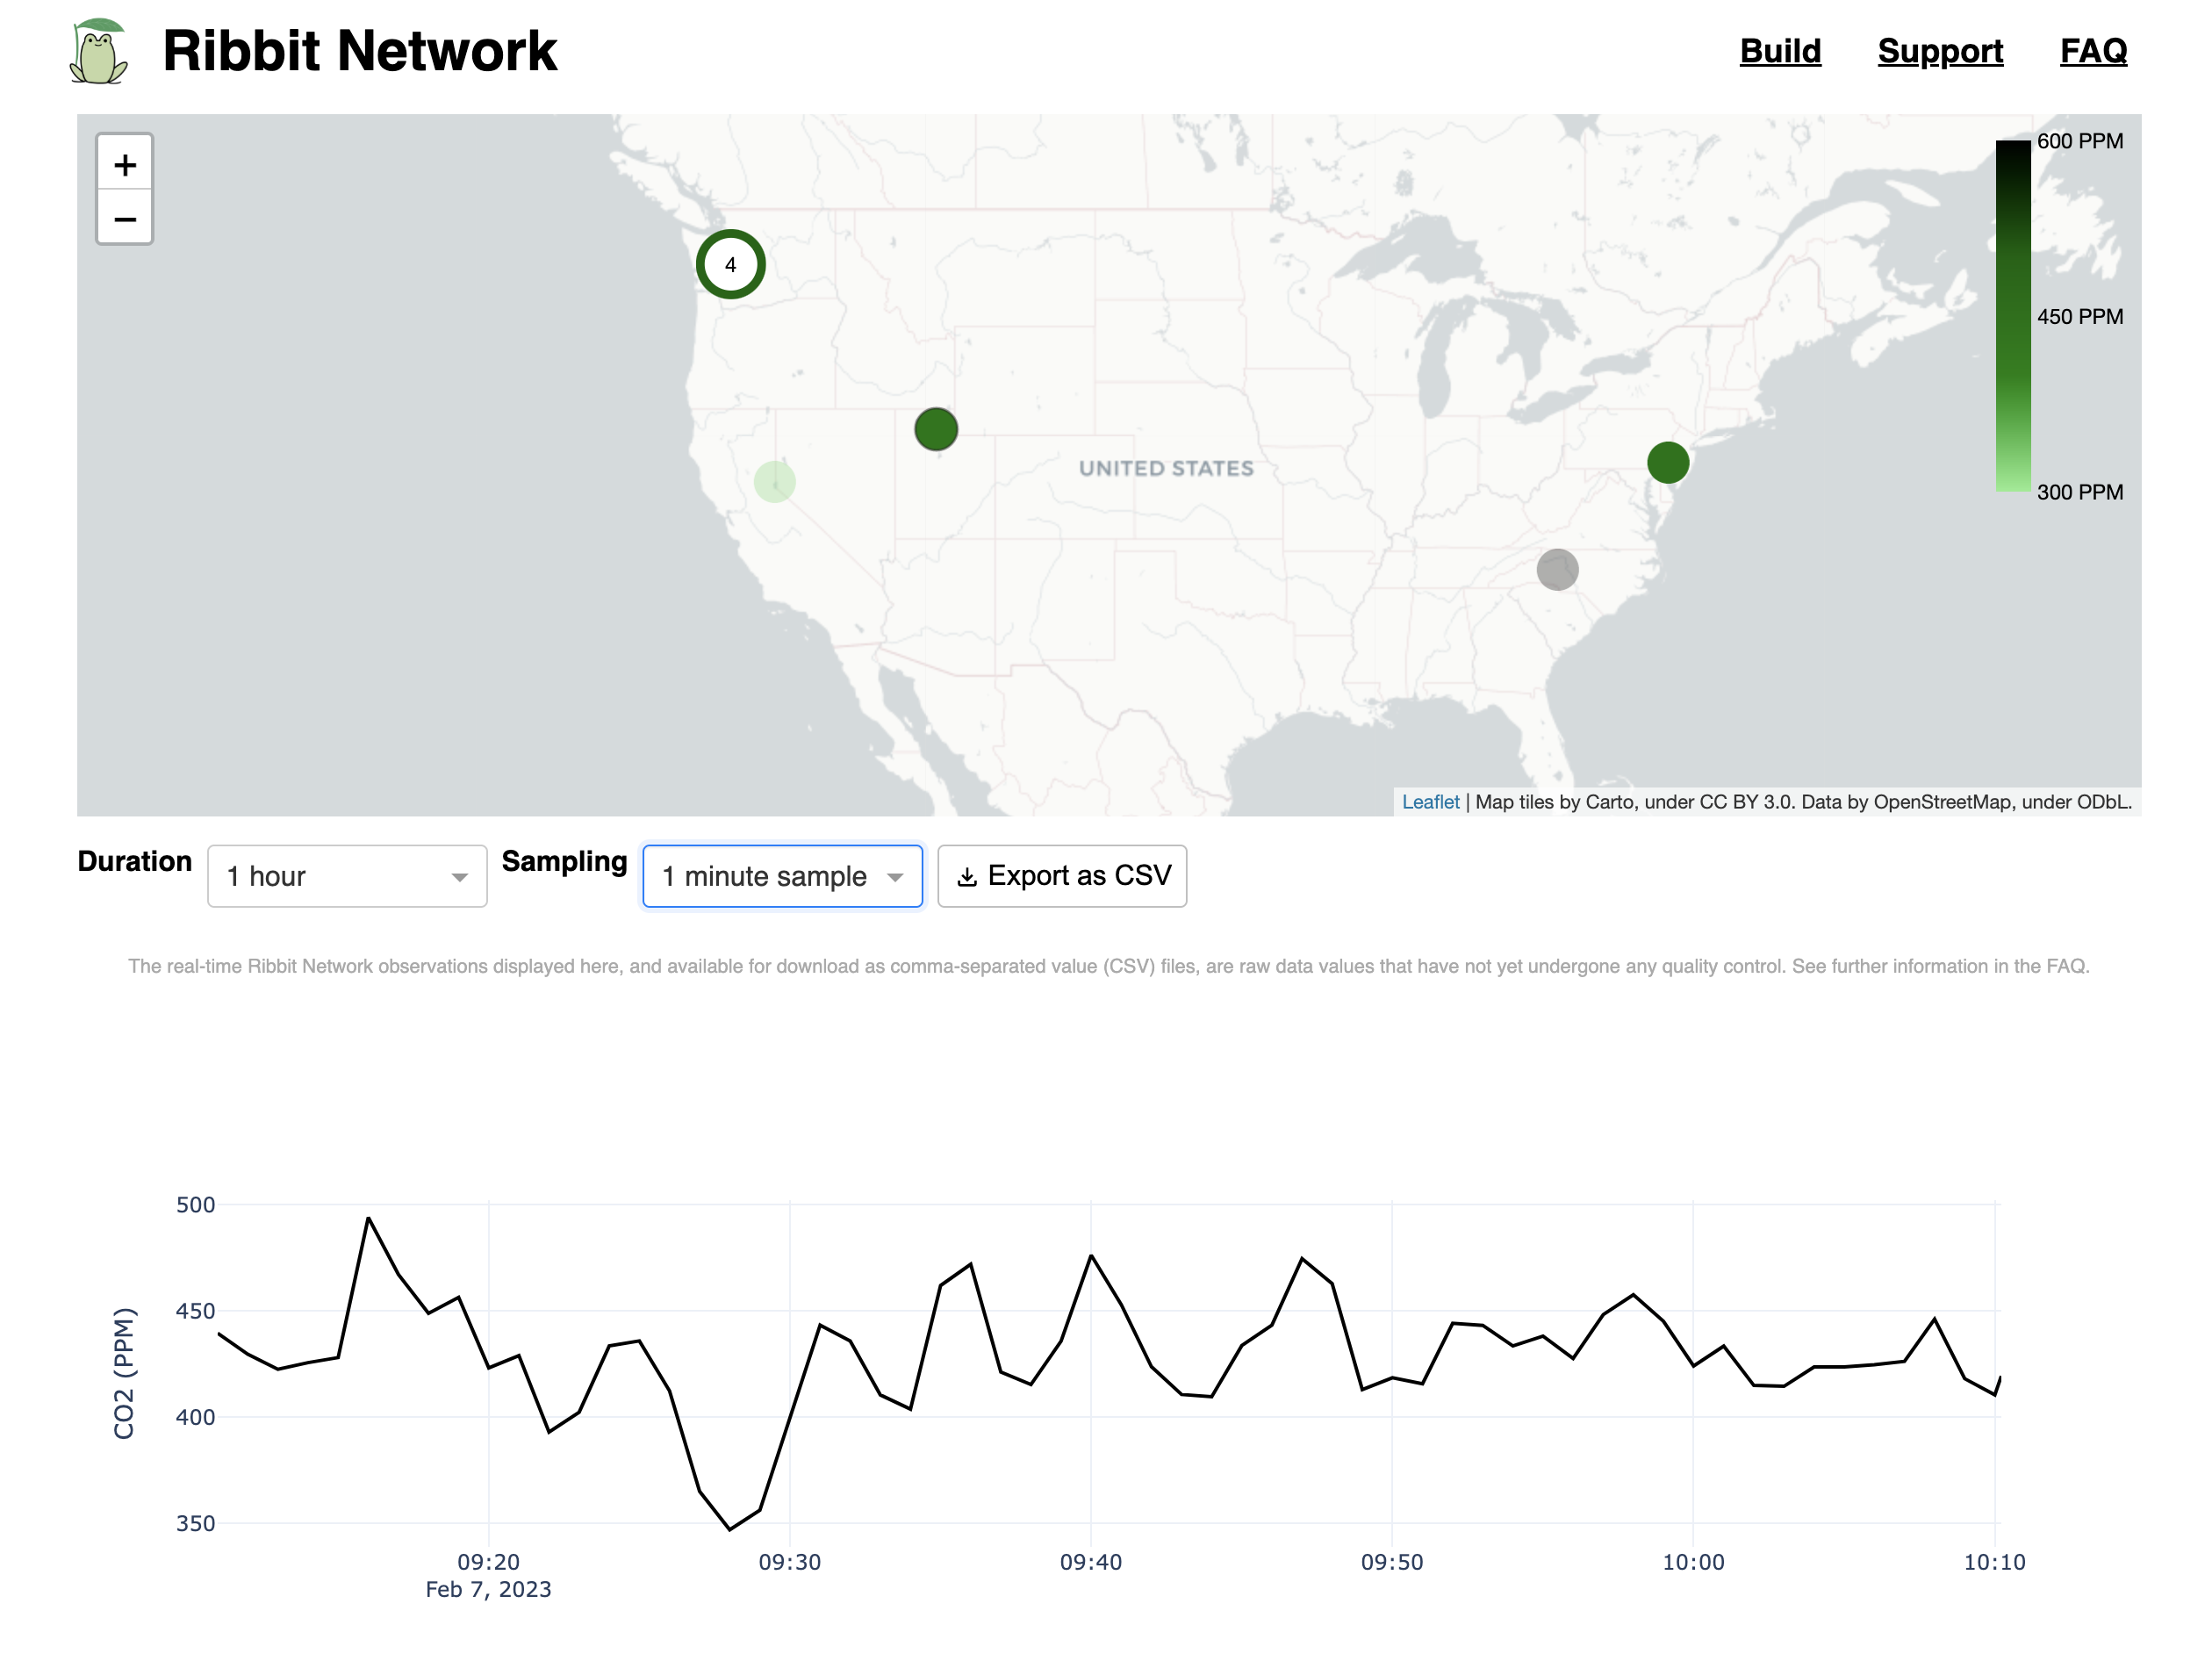 Ribbit Network
Build Support FAQ
+
−
4
UNITED STATES
600 PPM
450 PPM
300 PPM
Leaflet | Map tiles by Carto, under CC BY 3.0. Data by OpenStreetMap, under ODbL.
Duration 1 hour Sampling 1 minute sample Export as CSV
The real-time Ribbit Network observations displayed here, and available for download as comma-separated value (CSV) files, are raw data values that have not yet undergone any quality control. See further information in the FAQ.
CO2 (PPM)
500
450
400
350
09:20 09:30 09:40 09:50 10:00 10:10
Feb 7, 2023